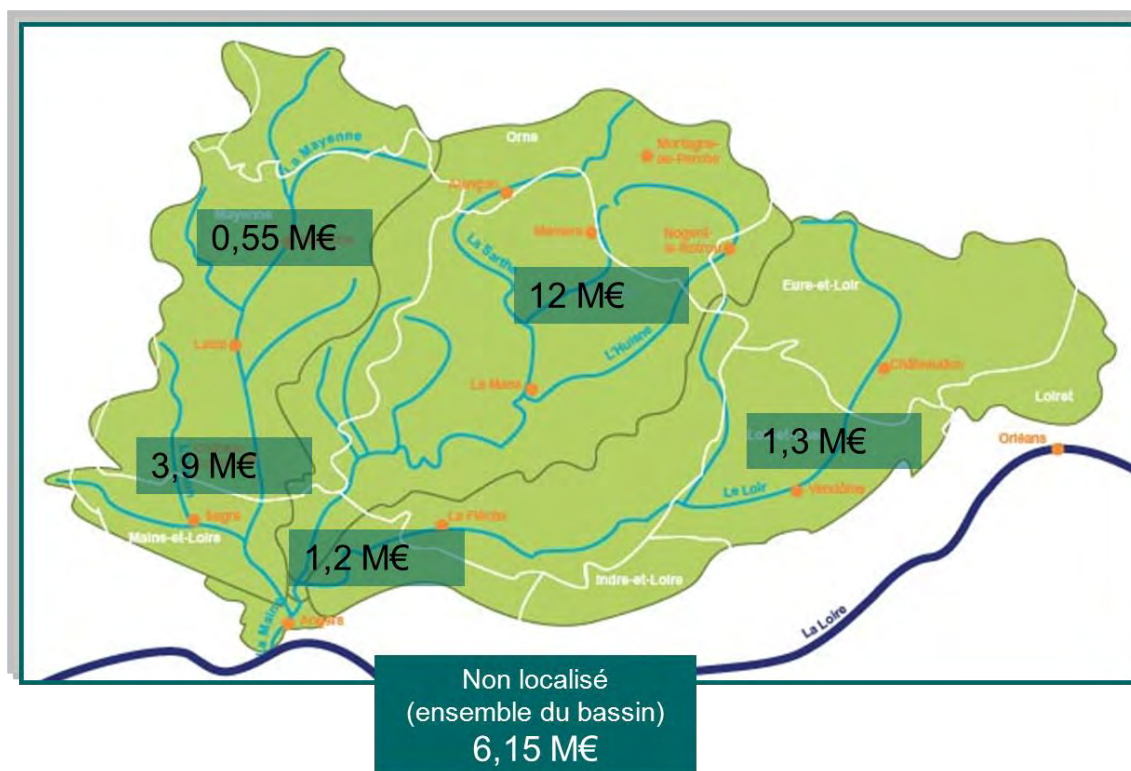 Orne
Mortagne-
au-Perche
La Mayenne
Alençon
Mayenne
0,55 M€
Mamers
Nogent-
le-Rotrou
La Sarthe
Eure-et-Loir
12 M€
L'Huisne
Laval
Châteaudun
Le Mans
Loiret
1,3 M€
Orléans
3,9 M€
Le Loir
Vendôme
Segré
La Flèche
Maine-et-Loire
1,2 M€
Indre-et-Loire
La Loire
La Maine
Angers
Non localisé
(ensemble du bassin)
6,15 M€